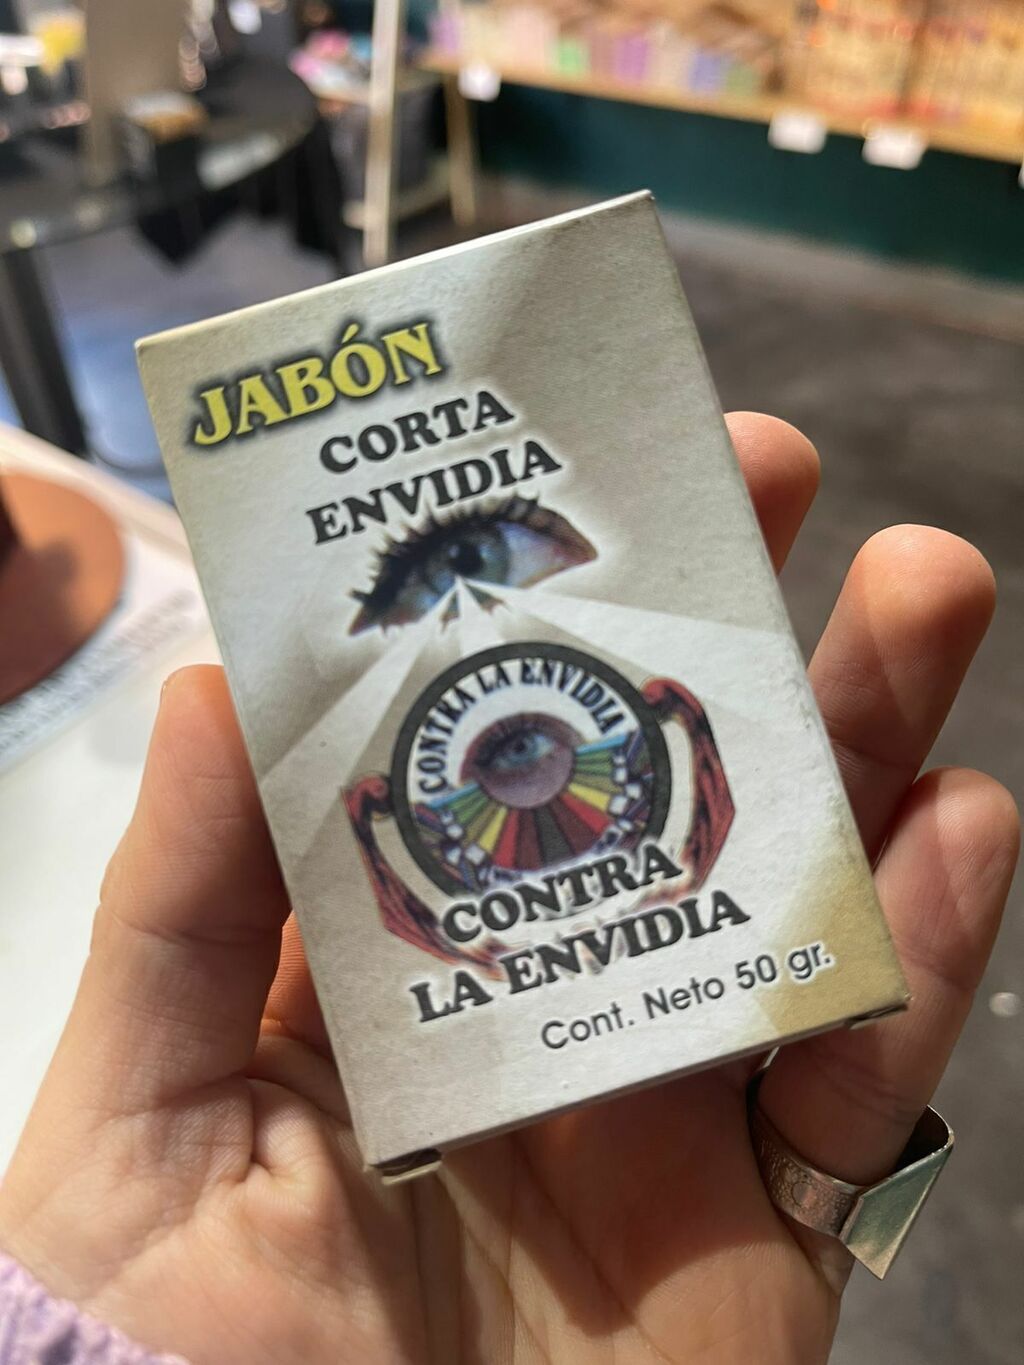 JABÓN
CORTA
ENVIDIA
CONTRA LA ENVIDIA
CONTRA
LA ENVIDIA
Cont. Neto 50 gr.